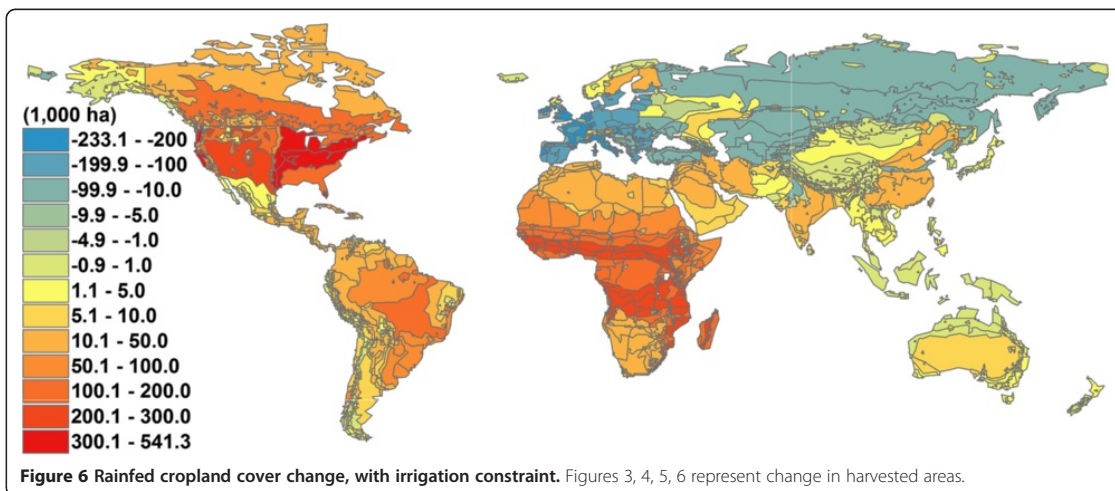 (1,000 ha)
-233.1 - -200
-199.9 - -100
-99.9 - -10.0
-9.9 - -5.0
-4.9 - -1.0
-0.9 - 1.0
1.1 - 5.0
5.1 - 10.0
10.1 - 50.0
50.1 - 100.0
100.1 - 200.0
200.1 - 300.0
300.1 - 541.3
Figure 6 Rainfed cropland cover change, with irrigation constraint. Figures 3, 4, 5, 6 represent change in harvested areas.